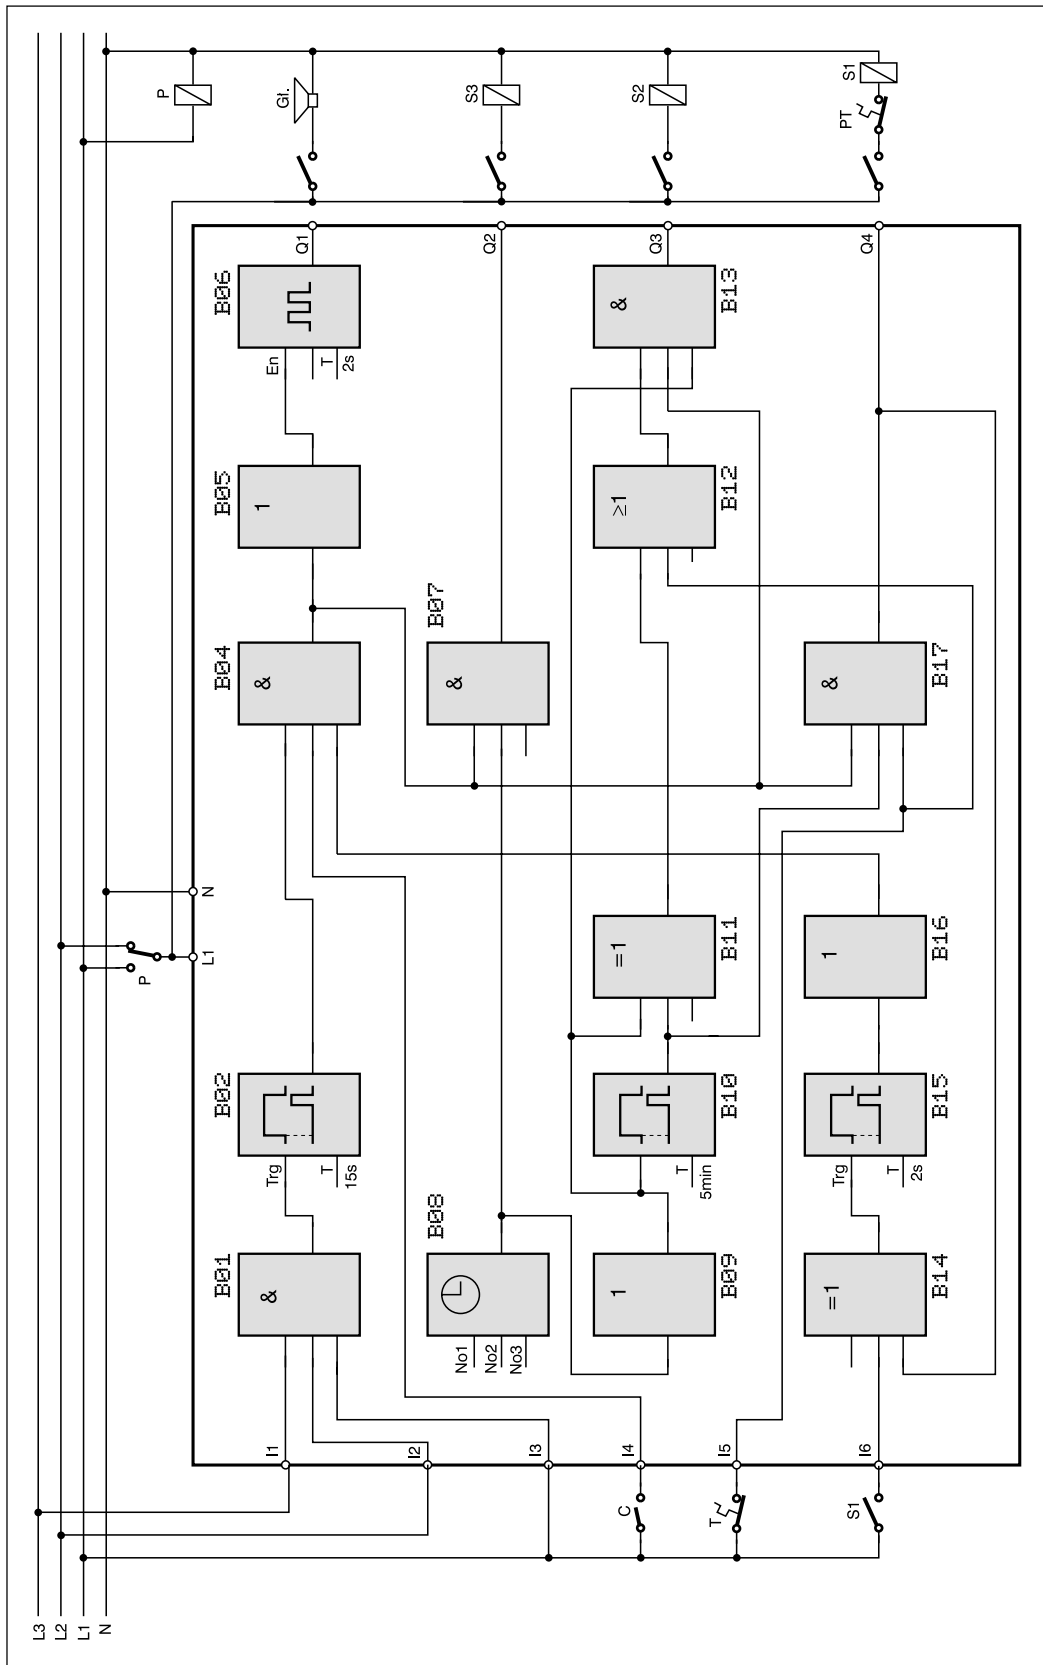 L3
L2
L1
N
P
Gł.
S3
S2
PT
S1
P
L1
N
Q1
Q2
Q3
Q4
B01
&
B02
Trg
T
15s
B04
&
B05
1
B06
En
T
2s
B07
&
B08
No1
No2
No3
B09
1
B10
T
5min
B11
=1
B12
≥1
B13
&
B14
=1
B15
Trg
T
2s
B16
1
B17
&
I1
I2
I3
I4
I5
I6
C
T
S1